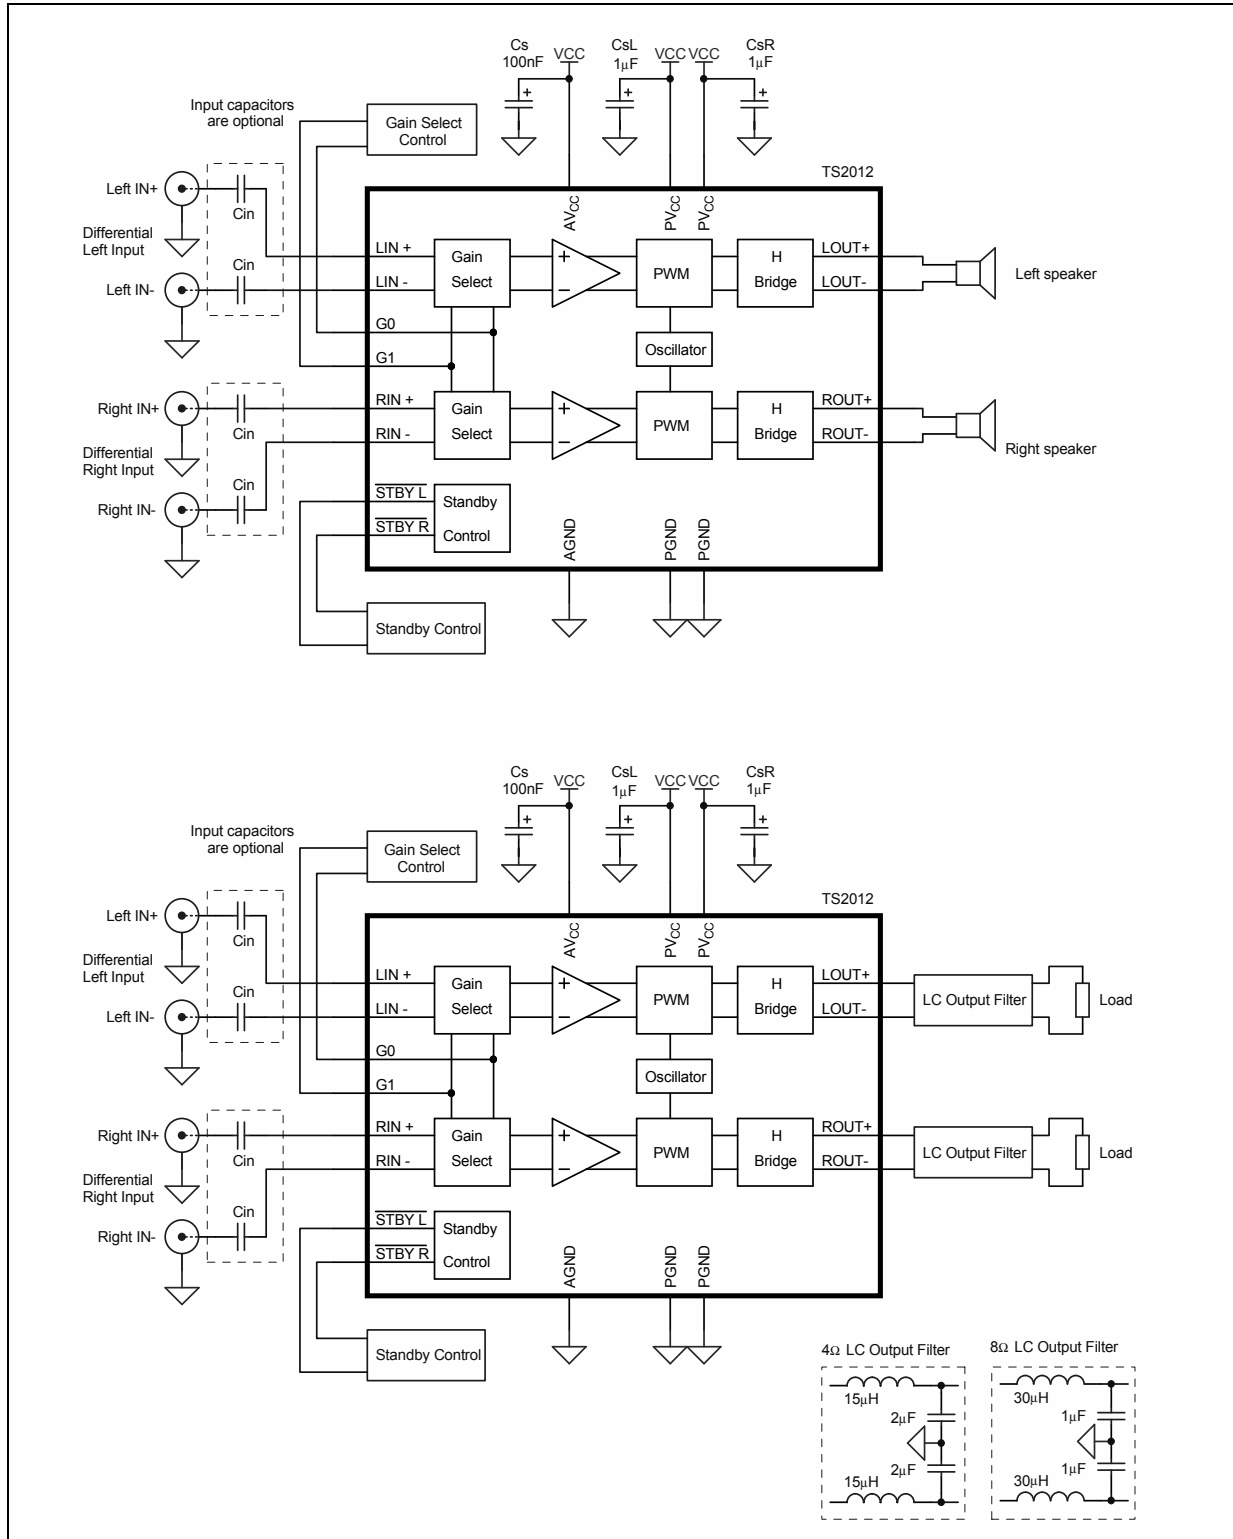 Cs
100nF
VCC
CsL
1μF
VCC
VCC
CsR
1μF
Input capacitors
are optional
Gain Select
Control
TS2012
Left IN+
Cin
Differential
Left Input
Cin
Left IN-
AVCC
PVCC
PVCC
LIN +
LIN -
Gain
Select
+
−
PWM
H
Bridge
LOUT+
LOUT-
Left speaker
G0
G1
Oscillator
Right IN+
Cin
Differential
Right Input
Cin
Right IN-
RIN +
RIN -
Gain
Select
+
−
PWM
H
Bridge
ROUT+
ROUT-
Right speaker
STBY L
STBY R
Standby
Control
AGND
PGND
PGND
Standby Control
Cs
100nF
VCC
CsL
1μF
VCC
VCC
CsR
1μF
Input capacitors
are optional
Gain Select
Control
TS2012
Left IN+
Cin
Differential
Left Input
Cin
Left IN-
AVCC
PVCC
PVCC
LIN +
LIN -
Gain
Select
+
−
PWM
H
Bridge
LOUT+
LOUT-
LC Output Filter
Load
G0
G1
Oscillator
Right IN+
Cin
Differential
Right Input
Cin
Right IN-
RIN +
RIN -
Gain
Select
+
−
PWM
H
Bridge
ROUT+
ROUT-
LC Output Filter
Load
STBY L
STBY R
Standby
Control
AGND
PGND
PGND
Standby Control
4Ω LC Output Filter
15μH
2μF
2μF
15μH
8Ω LC Output Filter
30μH
1μF
1μF
30μH